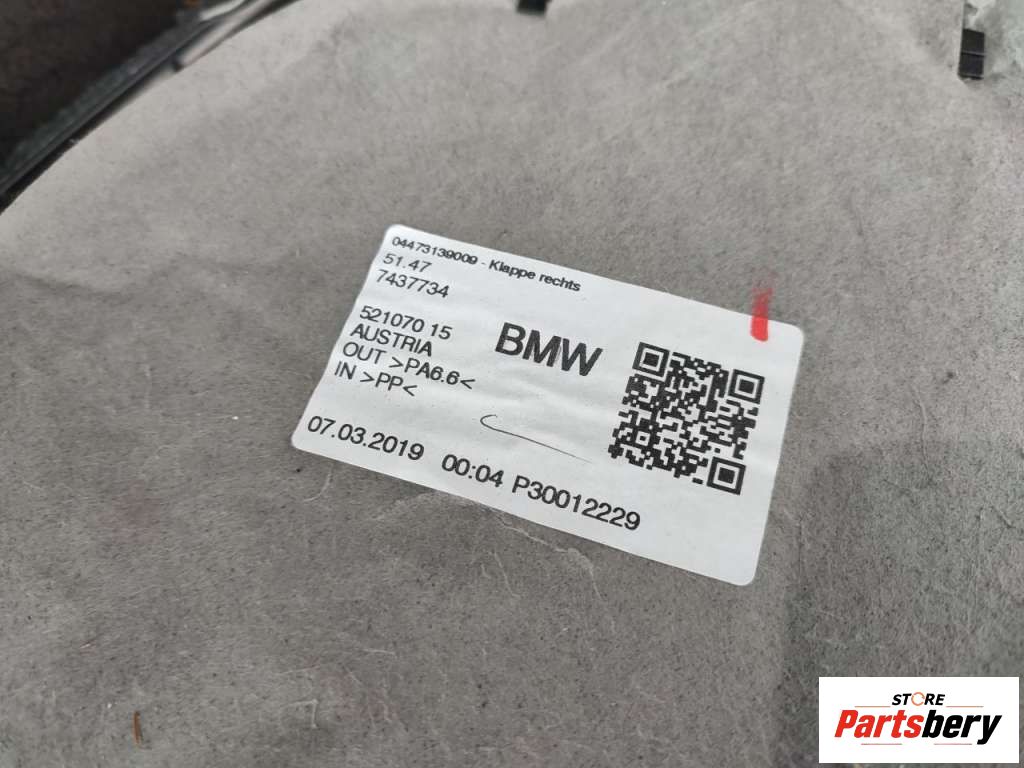 04473139009 - Klappe rechts
51.47
7437734
521070 15
AUSTRIA
OUT >PA6.6<
IN >PP<
BMW
07.03.2019 00:04 P30012229
STORE
Partsbery